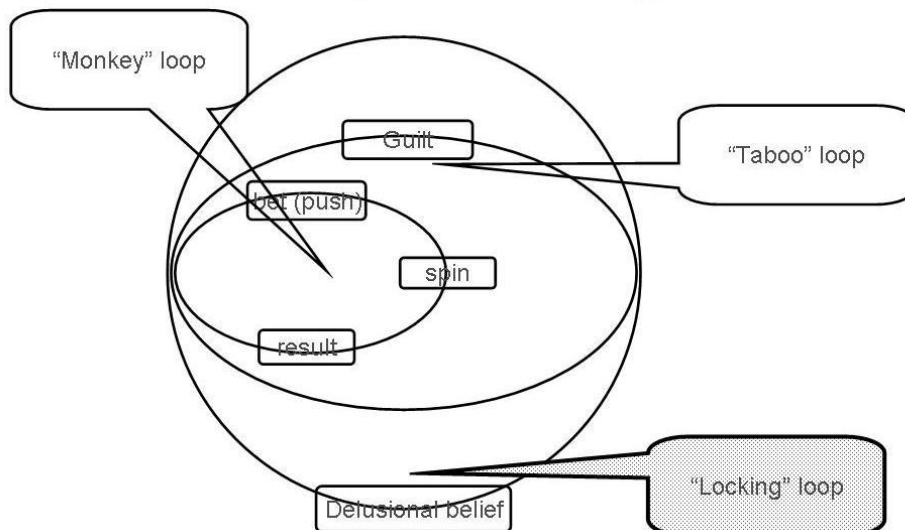 “Monkey” loop
Guilt
“Taboo” loop
bet (push)
spin
result
“Locking” loop
Delusional belief